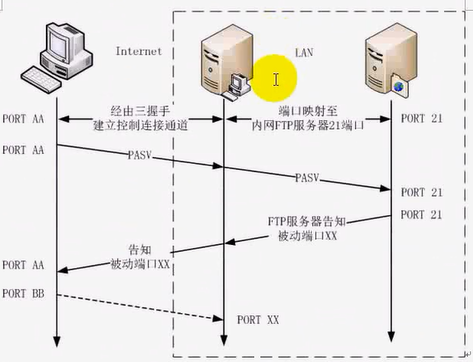 Internet
LAN
PORT AA
经由三握手
建立控制连接通道
端口映射至
内网FTP服务器21端口
PORT 21
PORT AA
PASV
PASV
PORT 21
FTP服务器告知
被动端口XX
PORT 21
告知
被动端口XX
PORT AA
PORT BB
PORT XX